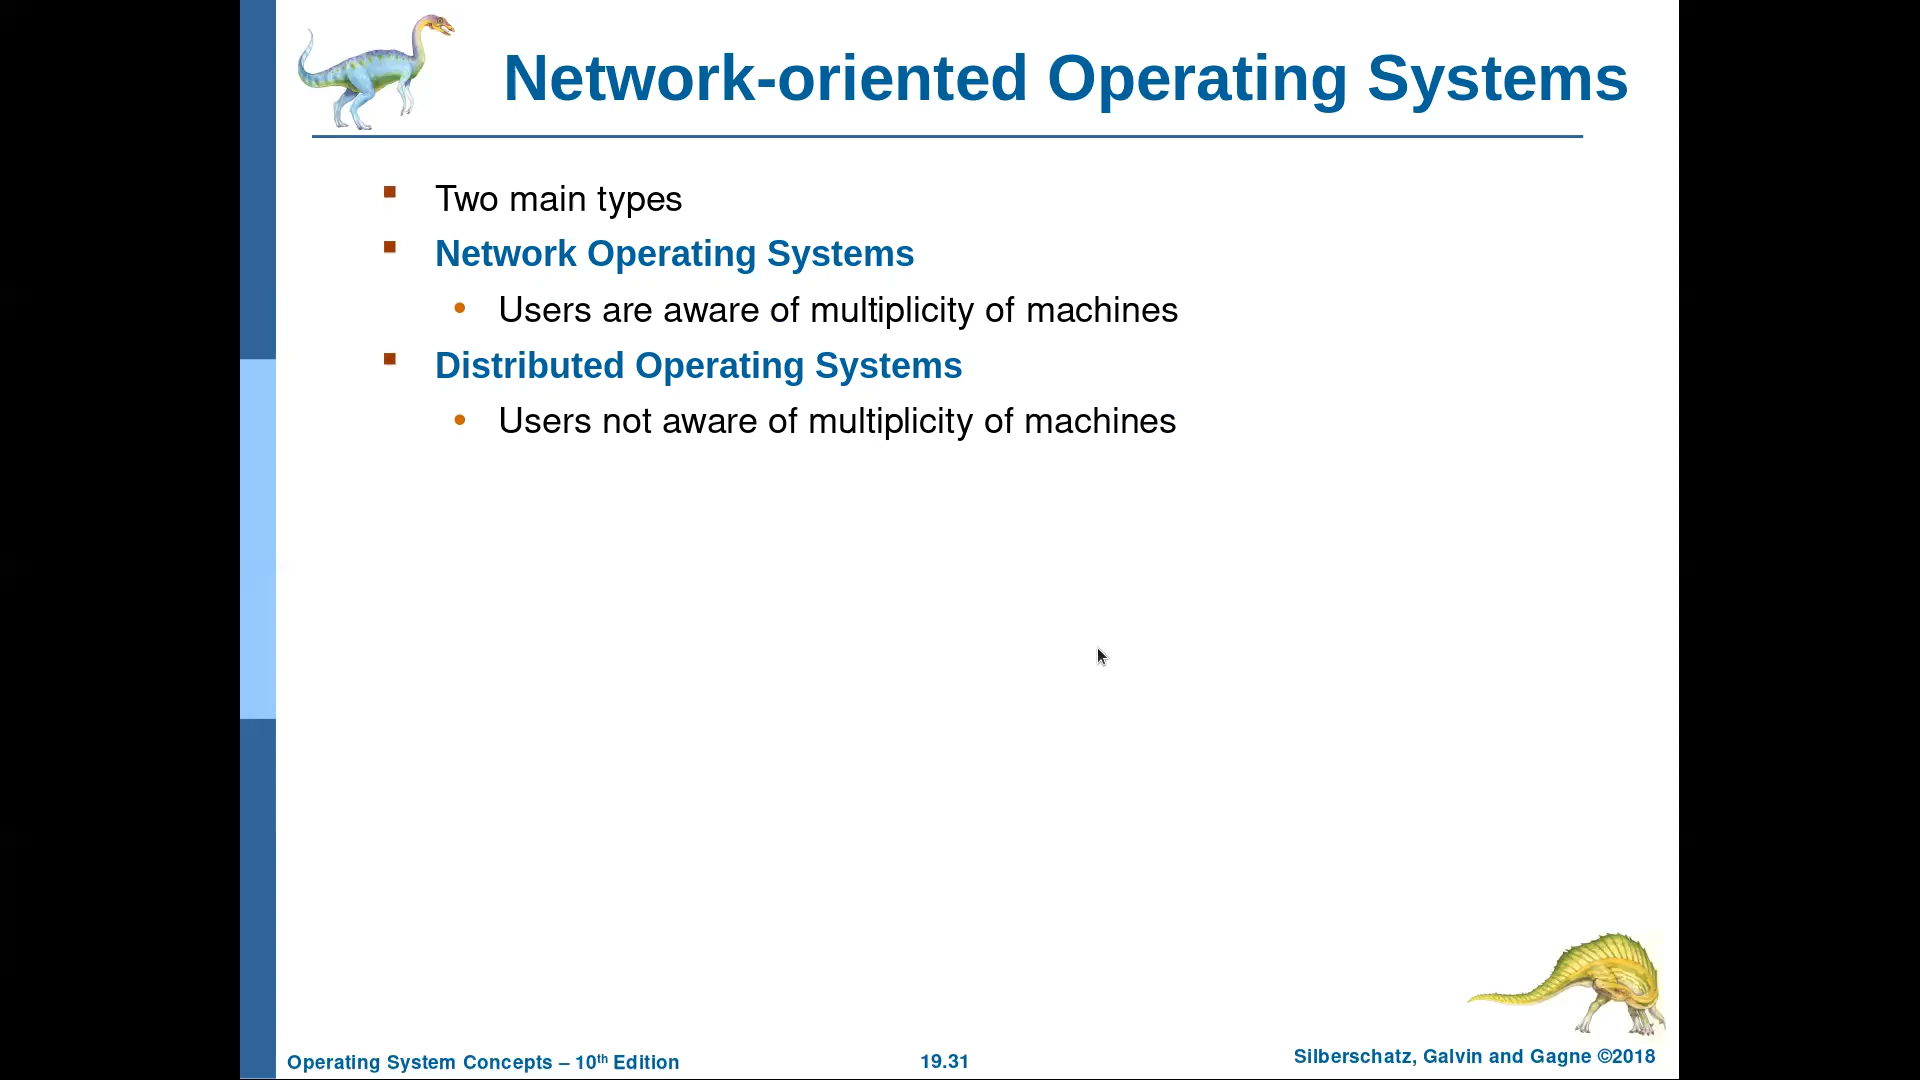 Network-oriented Operating Systems
Two main types
Network Operating Systems
Users are aware of multiplicity of machines
Distributed Operating Systems
Users not aware of multiplicity of machines
Operating System Concepts – 10th Edition
19.31
Silberschatz, Galvin and Gagne ©2018